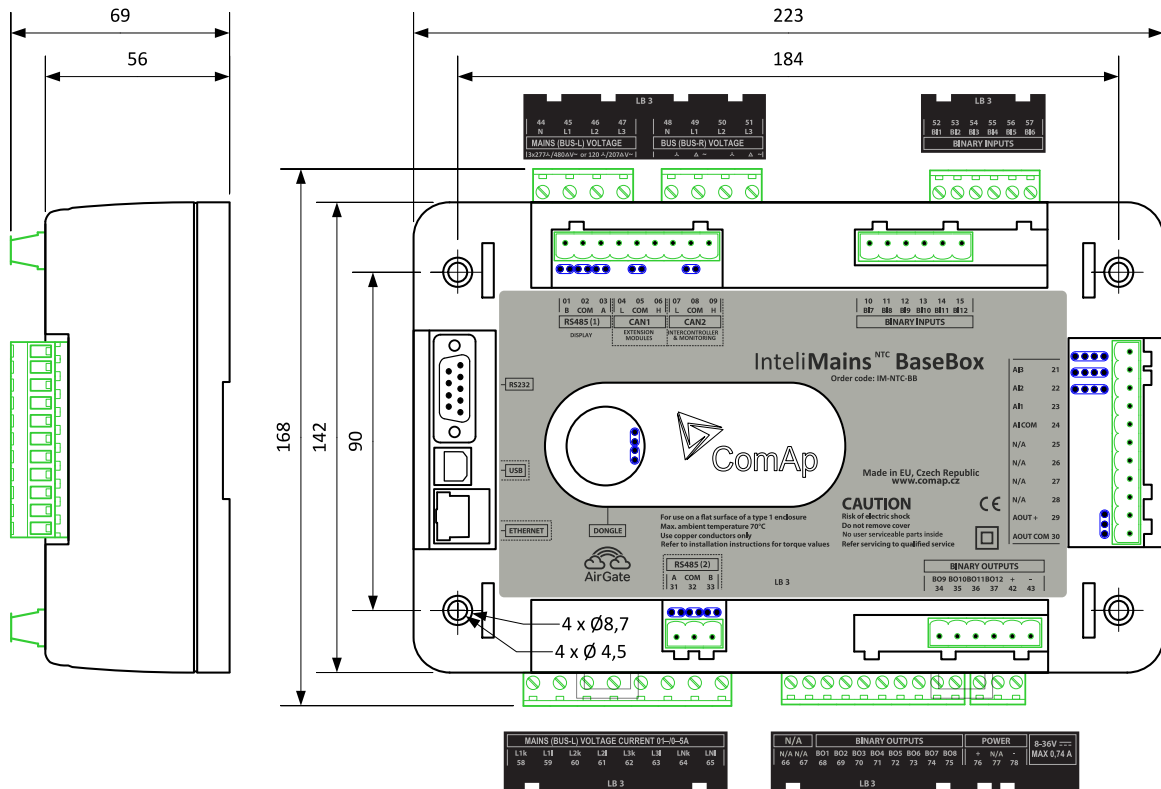 69
56
223
184
LB 3
44 45 46 47 48 49 50 51
N L1 L2 L3 N L1 L2 L3
MAINS (BUS-L) VOLTAGE
BUS (BUS-R) VOLTAGE
LB 3
52 53 54 55 56 57
BI1 BI2 BI3 BI4 BI5 BI6
BINARY INPUTS
168
142
90
01 02 03 04 05 06 07 08 09
B COM A L COM H L COM H
RS485 (1) CAN1 CAN2
DISPLAY
EXTENSION
MODULES
INTERCONTROLLER
& MONITORING
10 11 12 13 14 15
BI7 BI8 BI9 BI10 BI11 BI12
BINARY INPUTS
InteliMains NTC BaseBox
Order code: IM-NTC-BB
RS232
USB
ETHERNET
DONGLE
ComAp
AirGate
AI3 21
AI2 22
AI1 23
AI COM 24
N/A 25
N/A 26
N/A 27
N/A 28
AOUT + 29
AOUT COM 30
Made in EU, Czech Republic
www.comap.cz
CAUTION
Risk of electric shock
Do not remove cover
No user serviceable parts inside
Refer servicing to qualified service
CE
For use on a flat surface of a type 1 enclosure
Max. ambient temperature 70°C
Use copper conductors only
Refer to installation instructions for torque values
RS485 (2)
A COM B
31 32 33
LB 3
BINARY OUTPUTS
BO9 BO10 BO11 BO12 + -
34 35 36 37 42 43
4 x Ø8,7
4 x Ø 4,5
MAINS (BUS-L) VOLTAGE CURRENT 01–/0–5A
L1k L1l L2k L2l L3k L3l LNk LNl
58 59 60 61 62 63 64 65
LB 3
N/A BINARY OUTPUTS POWER
N/A N/A BO1 BO2 BO3 BO4 BO5 BO6 BO7 BO8 + N/A -
66 67 68 69 70 71 72 73 74 75 76 77 78
8-36V
MAX 0,74 A
LB 3